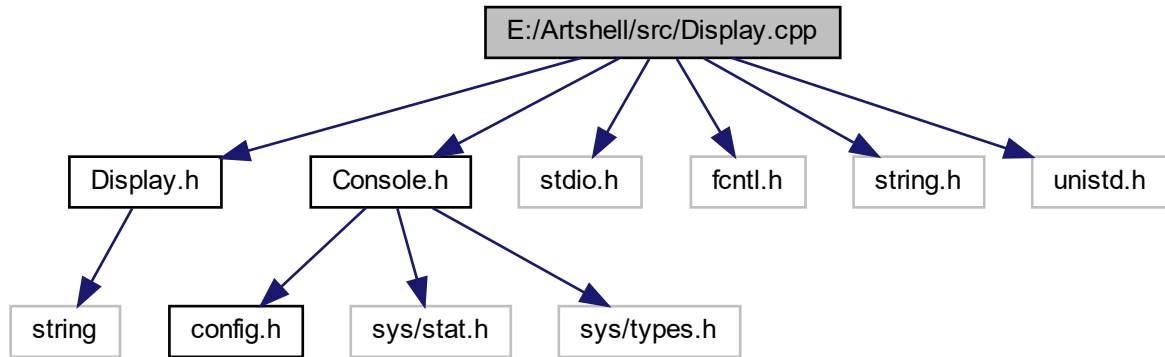 E:/Artshell/src/Display.cpp
Display.h
Console.h
stdio.h
fcntl.h
string.h
unistd.h
string
config.h
sys/stat.h
sys/types.h